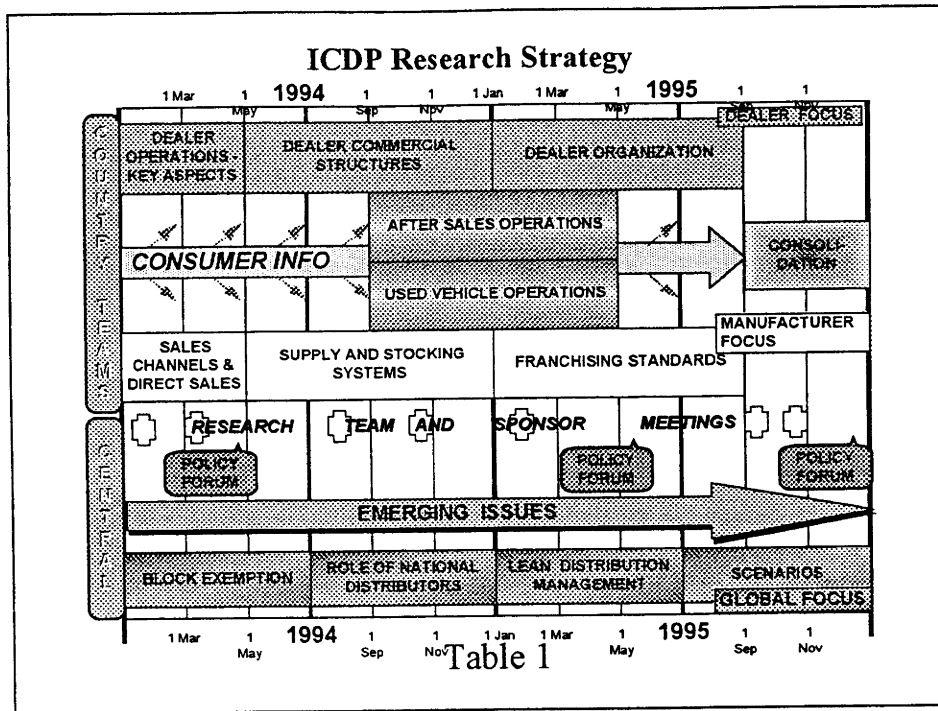 ICDP Research Strategy
1 Mar 1 May 1994 1 Sep 1 Nov 1 Jan 1 Mar 1 May 1995 1 Sep 1 Nov
COUNTRY TEAMS
DEALER FOCUS
DEALER
OPERATIONS -
KEY ASPECTS
DEALER COMMERCIAL
STRUCTURES
DEALER ORGANIZATION
AFTER SALES OPERATIONS
CONSUMER INFO
USED VEHICLE OPERATIONS
CONSOLI-
DATION
MANUFACTURER
FOCUS
SALES
CHANNELS &
DIRECT SALES
SUPPLY AND STOCKING
SYSTEMS
FRANCHISING STANDARDS
CENTRAL
RESEARCH TEAM AND SPONSOR MEETINGS
POLICY
FORUM
POLICY
FORUM
POLICY
FORUM
EMERGING ISSUES
BLOCK EXEMPTION
ROLE OF NATIONAL
DISTRIBUTORS
LEAN DISTRIBUTION
MANAGEMENT
SCENARIOS
GLOBAL FOCUS
1 Mar 1 May 1994 1 Sep 1 Nov 1 Jan 1 Mar 1 May 1995 1 Sep 1 Nov
Table 1